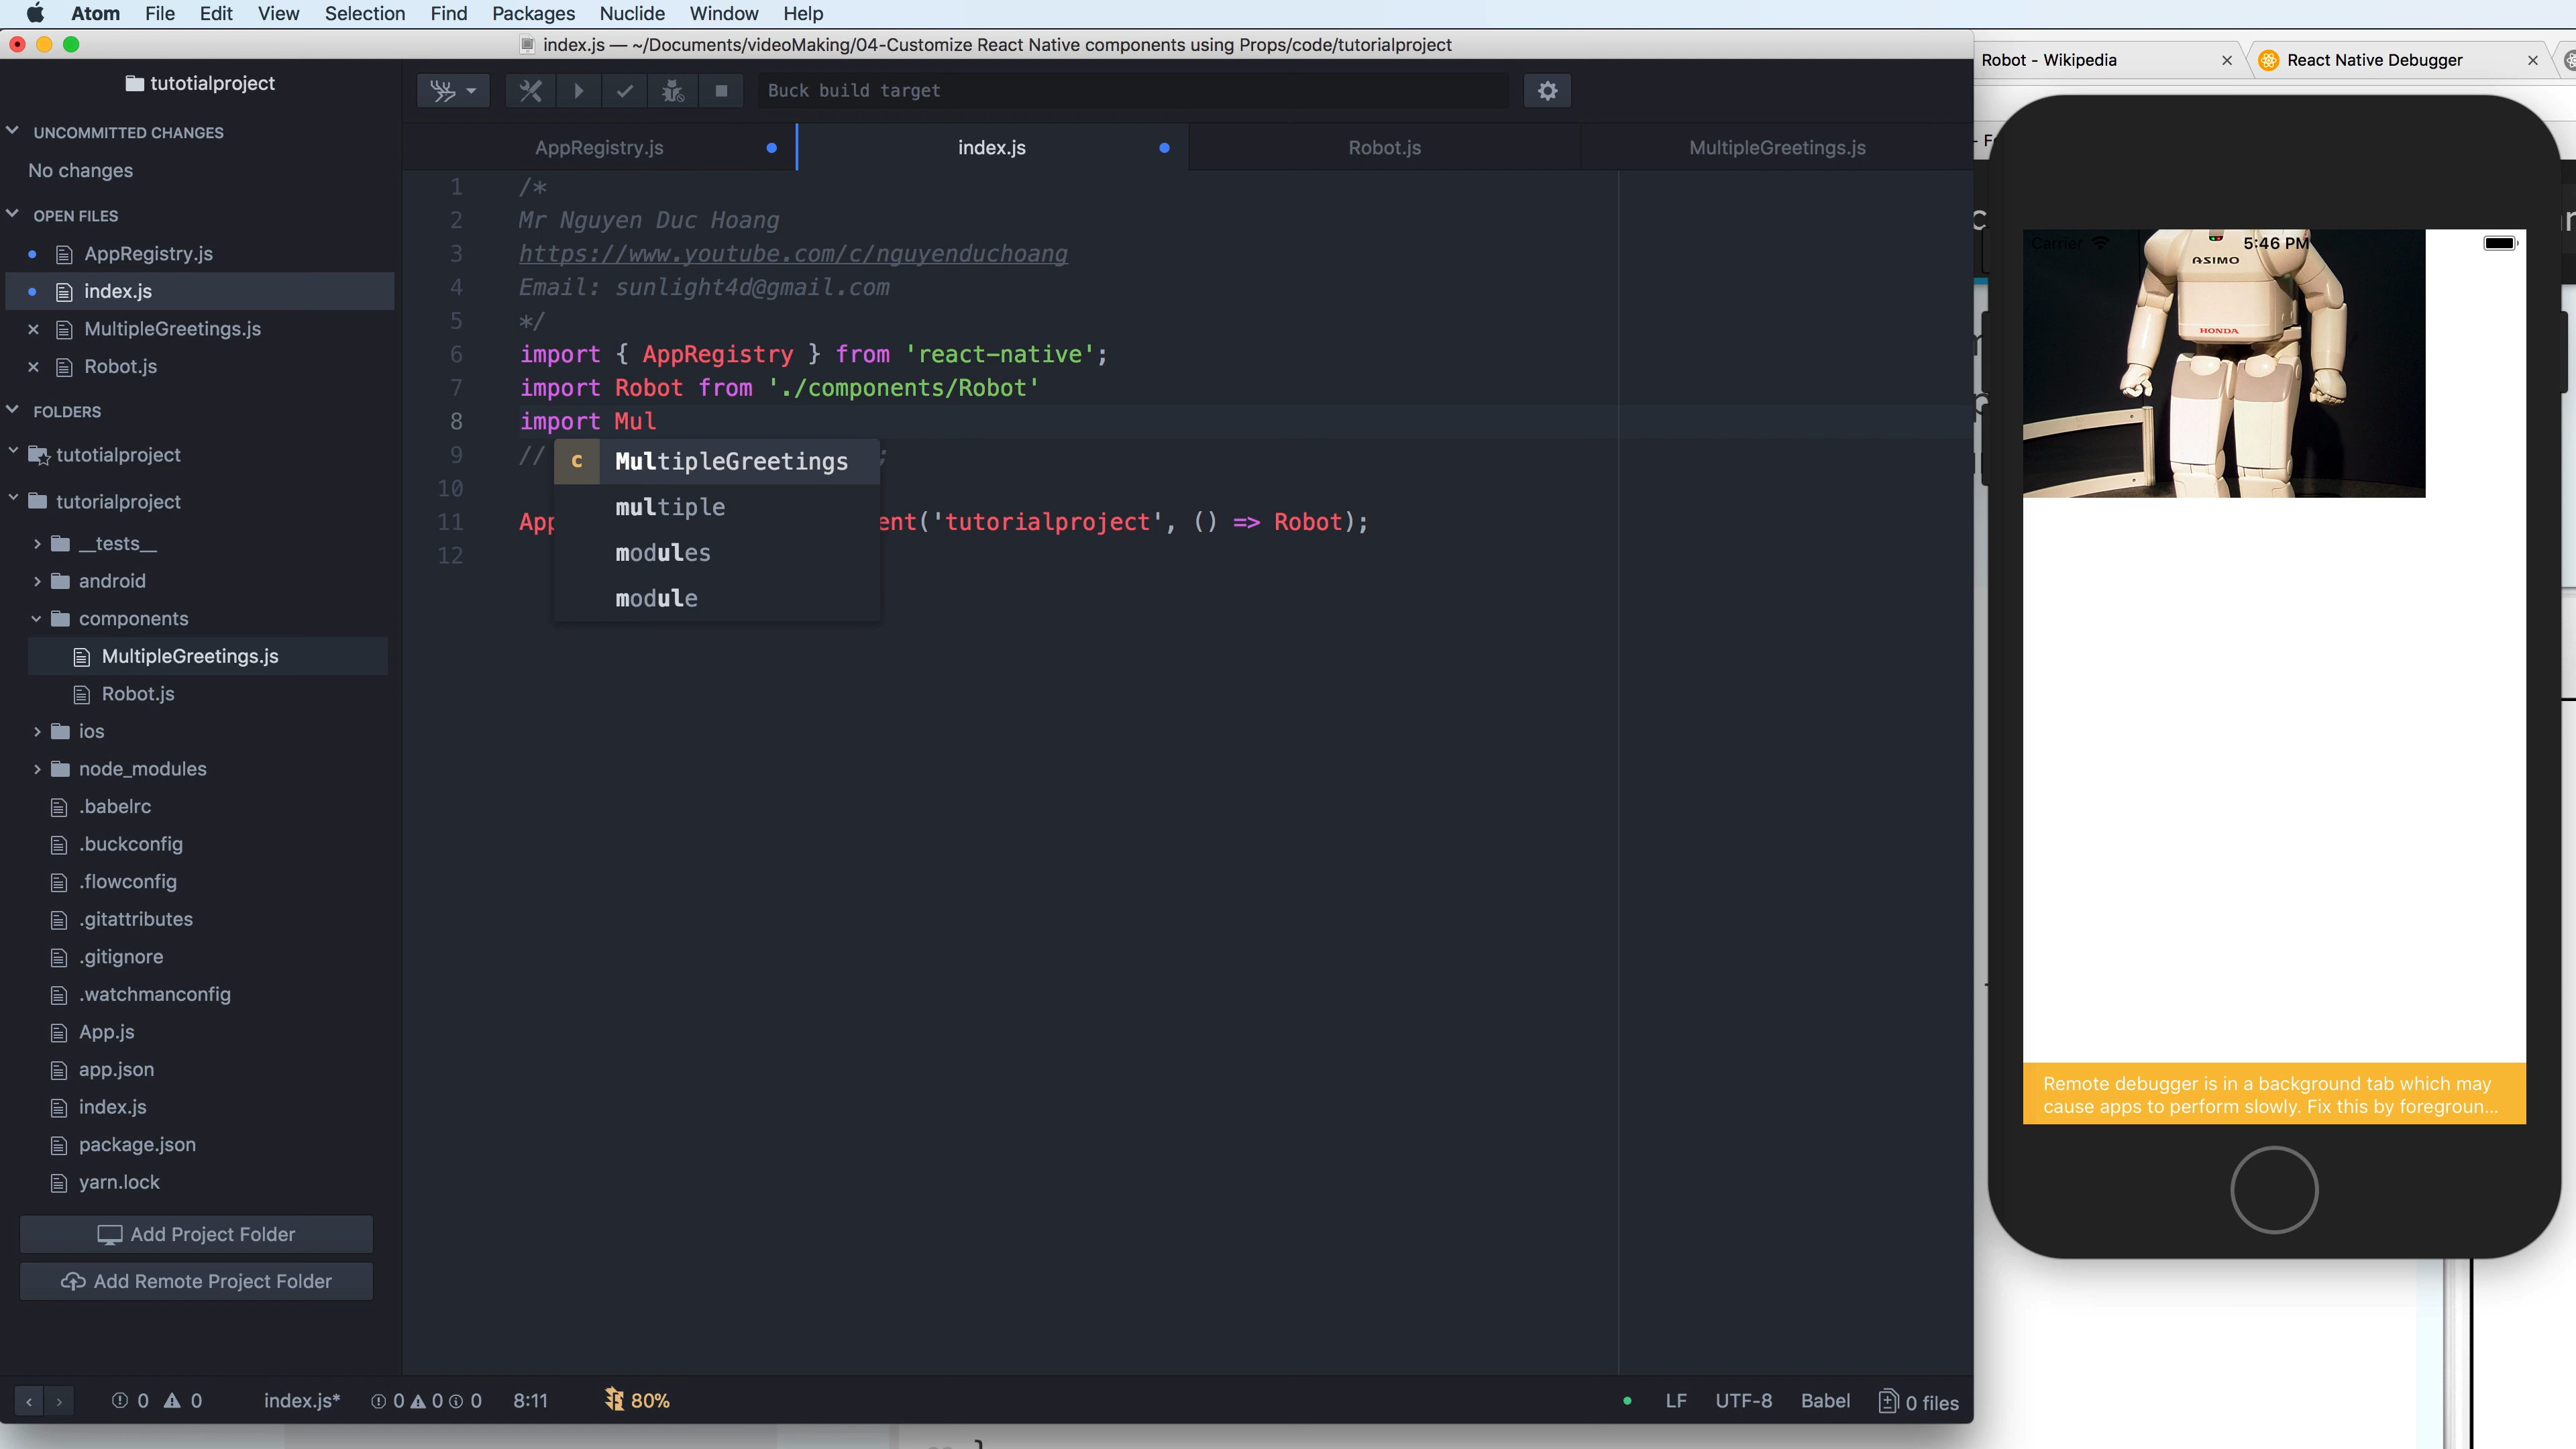 Atom File Edit View Selection Find Packages Nuclide Window Help
index.js — ~/Documents/videoMaking/04-Customize React Native components using Props/code/tutorialproject
Robot - Wikipedia
React Native Debugger
tutotialproject
Buck build target
UNCOMMITTED CHANGES
No changes
OPEN FILES
AppRegistry.js
index.js
MultipleGreetings.js
Robot.js
FOLDERS
tutotialproject
tutorialproject
__tests__
android
components
MultipleGreetings.js
Robot.js
ios
node_modules
.babelrc
.buckconfig
.flowconfig
.gitattributes
.gitignore
.watchmanconfig
App.js
app.json
index.js
package.json
yarn.lock
Add Project Folder
Add Remote Project Folder
AppRegistry.js index.js Robot.js MultipleGreetings.js
1 /*
2 Mr Nguyen Duc Hoang
3 https://www.youtube.com/c/nguyenduchoang
4 Email: sunlight4d@gmail.com
5 */
6 import { AppRegistry } from 'react-native';
7 import Robot from './components/Robot'
8 import Mul
9 // ;
10
11 App ent('tutorialproject', () => Robot);
12
c MultipleGreetings
multiple
modules
module
Carrier 5:46 PM
ASIMO
HONDA
Remote debugger is in a background tab which may
cause apps to perform slowly. Fix this by foregroun...
0 0 index.js* 0 0 0 8:11 80% LF UTF-8 Babel 0 files
}